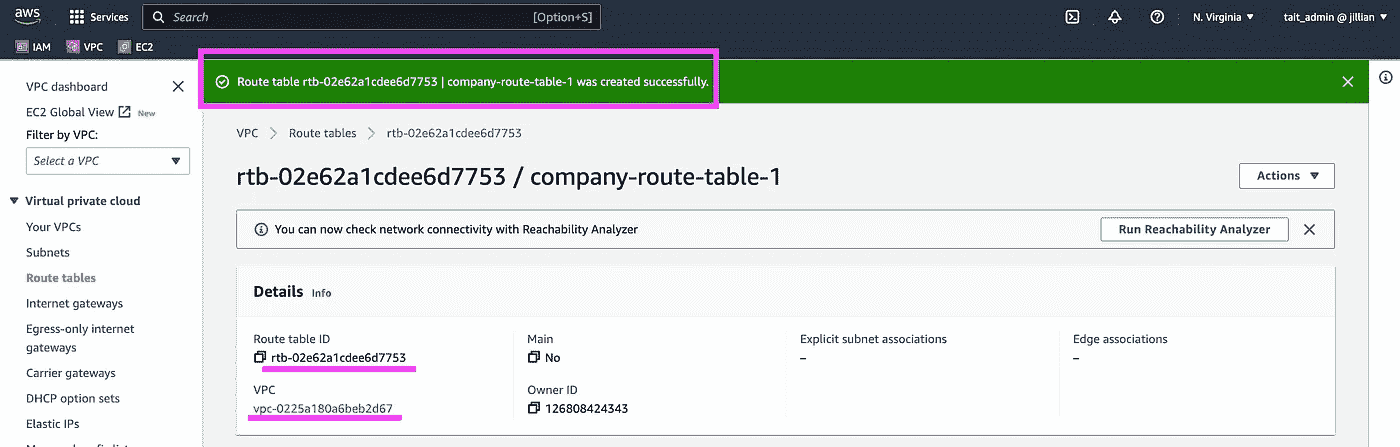 aws
Services
Search
[Option+S]
N. Virginia
tait_admin @ jillian
IAM
VPC
EC2
VPC dashboard
EC2 Global View
New
Filter by VPC:
Select a VPC
Virtual private cloud
Your VPCs
Subnets
Route tables
Internet gateways
Egress-only internet
gateways
Carrier gateways
DHCP option sets
Elastic IPs
Route table rtb-02e62a1cdee6d7753 | company-route-table-1 was created successfully.
VPC
Route tables
rtb-02e62a1cdee6d7753
rtb-02e62a1cdee6d7753 / company-route-table-1
Actions
You can now check network connectivity with Reachability Analyzer
Run Reachability Analyzer
Details
Info
Route table ID
rtb-02e62a1cdee6d7753
Main
No
Explicit subnet associations
–
Edge associations
–
VPC
vpc-0225a180a6beb2d67
Owner ID
126808424343